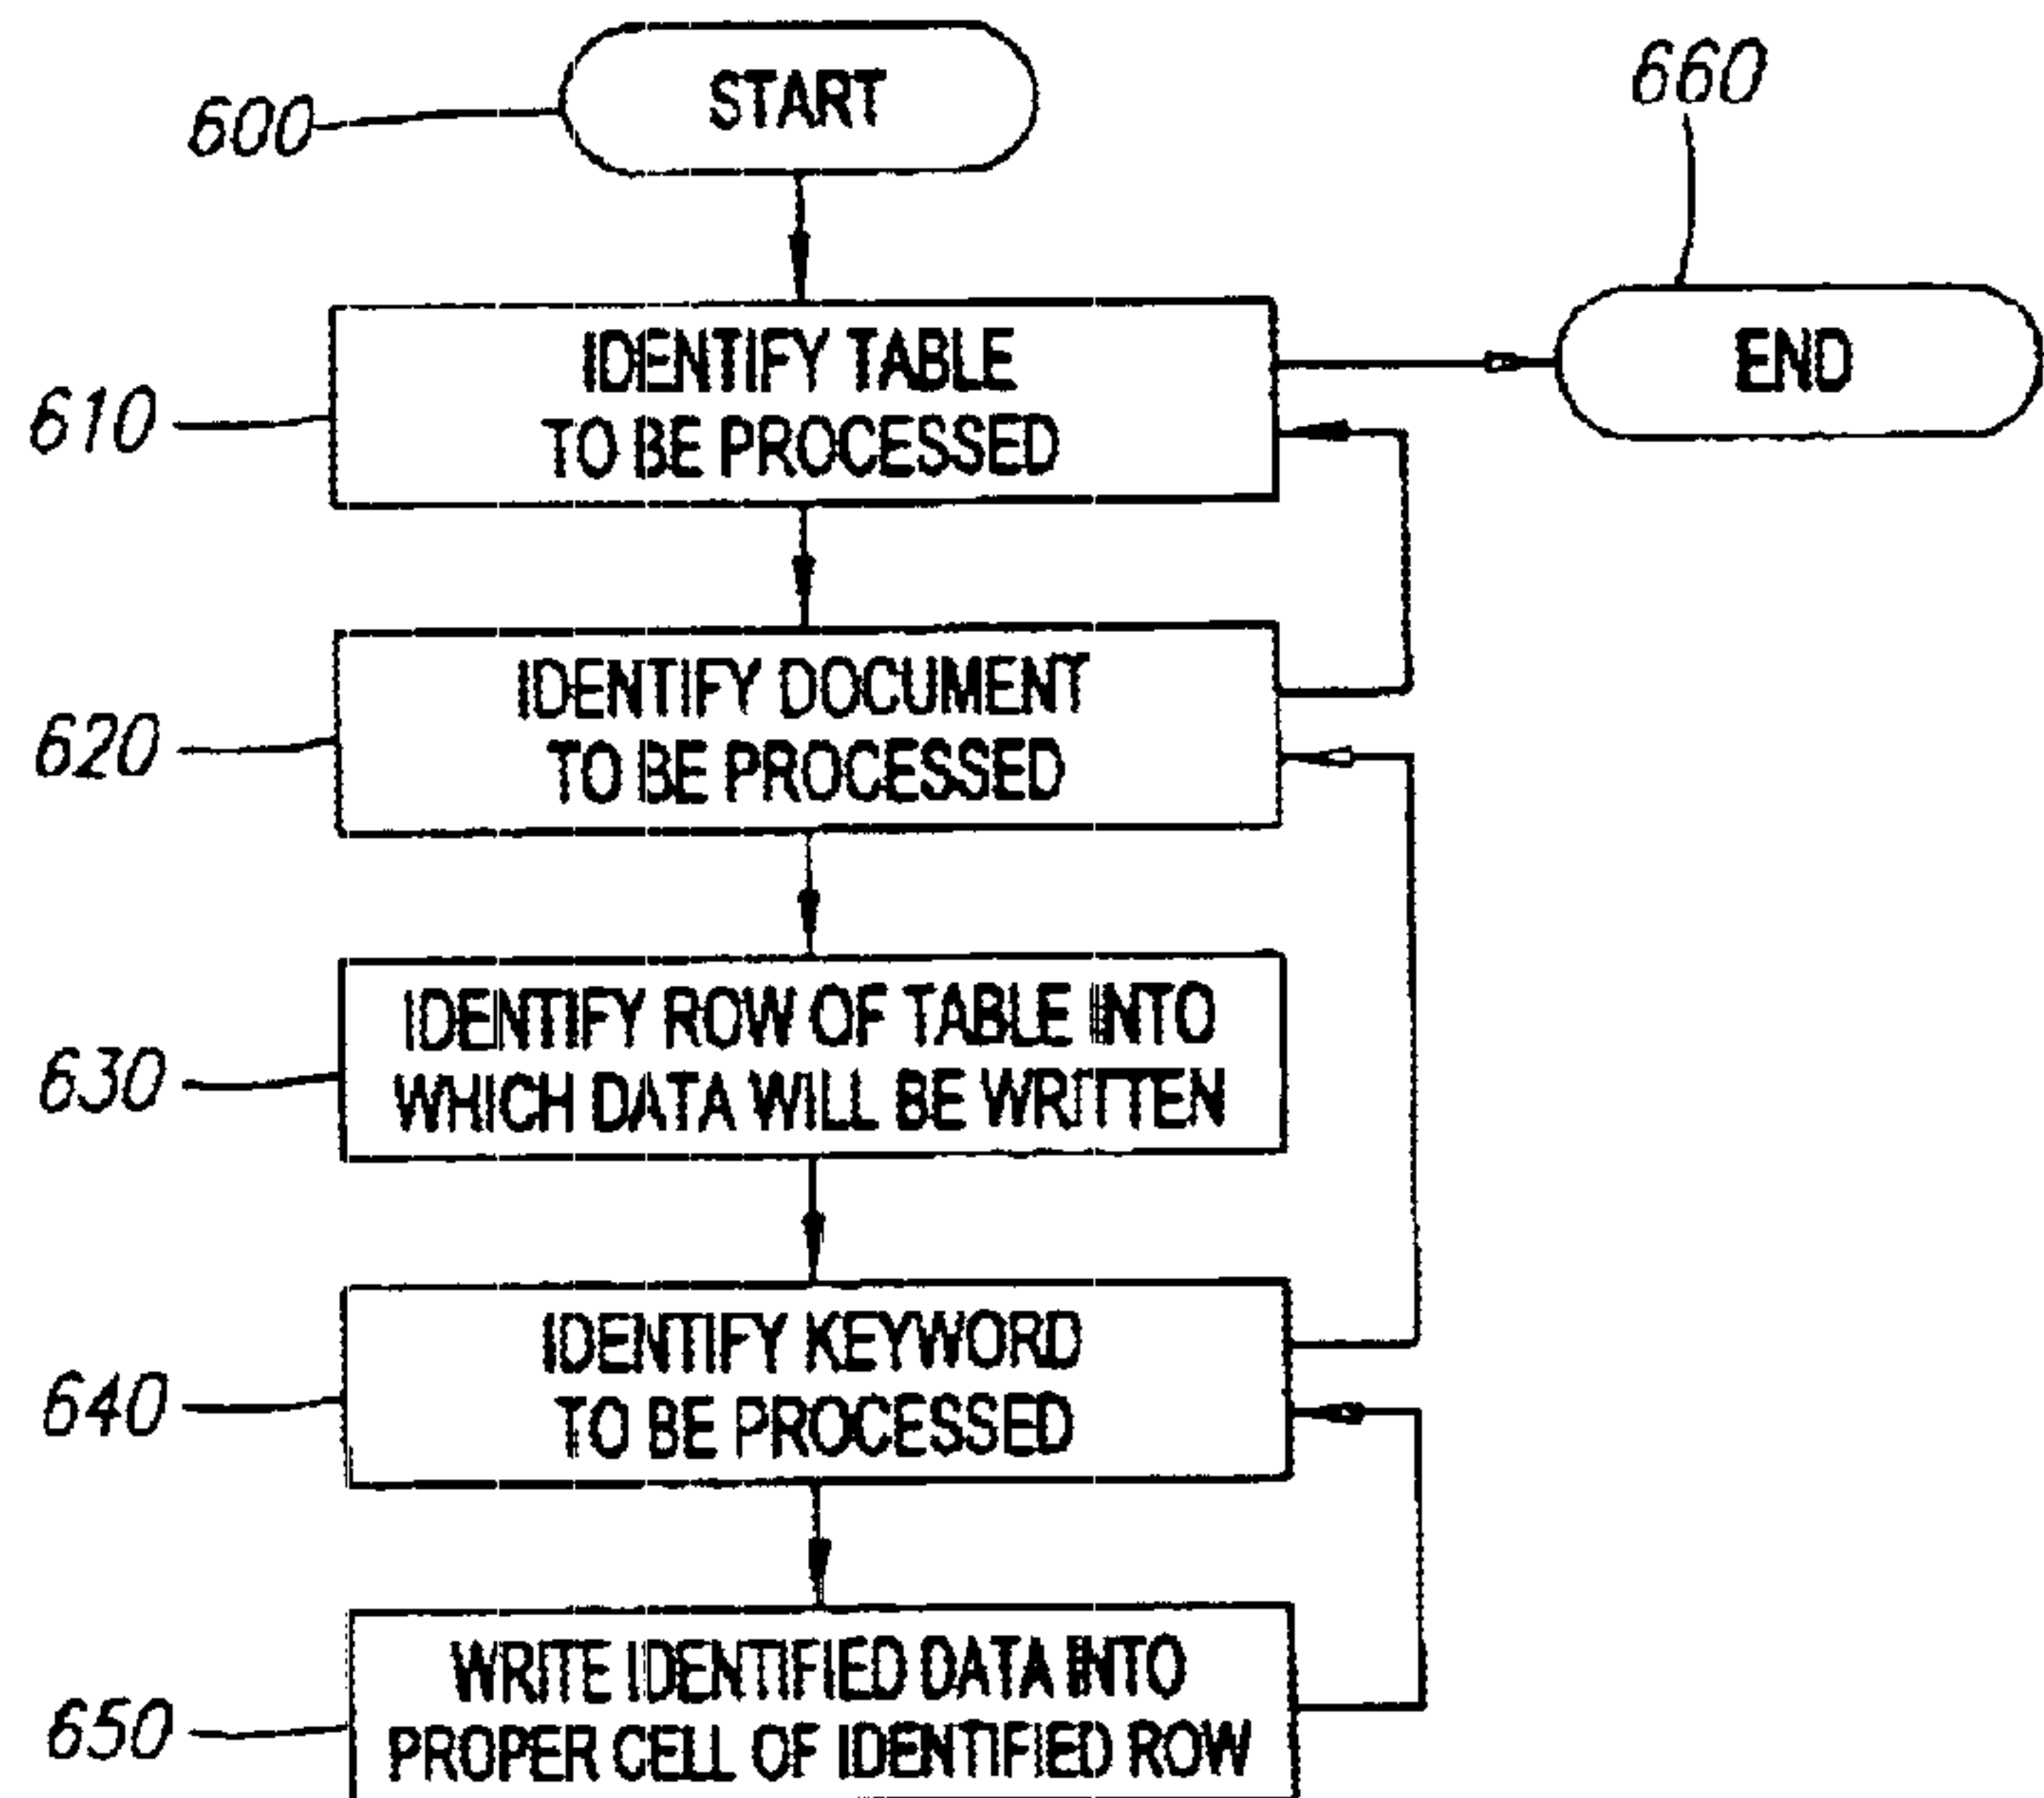 600
START
660
610
IDENTIFY TABLE
TO BE PROCESSED
END
620
IDENTIFY DOCUMENT
TO BE PROCESSED
630
IDENTIFY ROW OF TABLE INTO
WHICH DATA WILL BE WRITTEN
640
IDENTIFY KEYWORD
TO BE PROCESSED
650
WRITE IDENTIFIED DATA INTO
PROPER CELL OF IDENTIFIED ROW